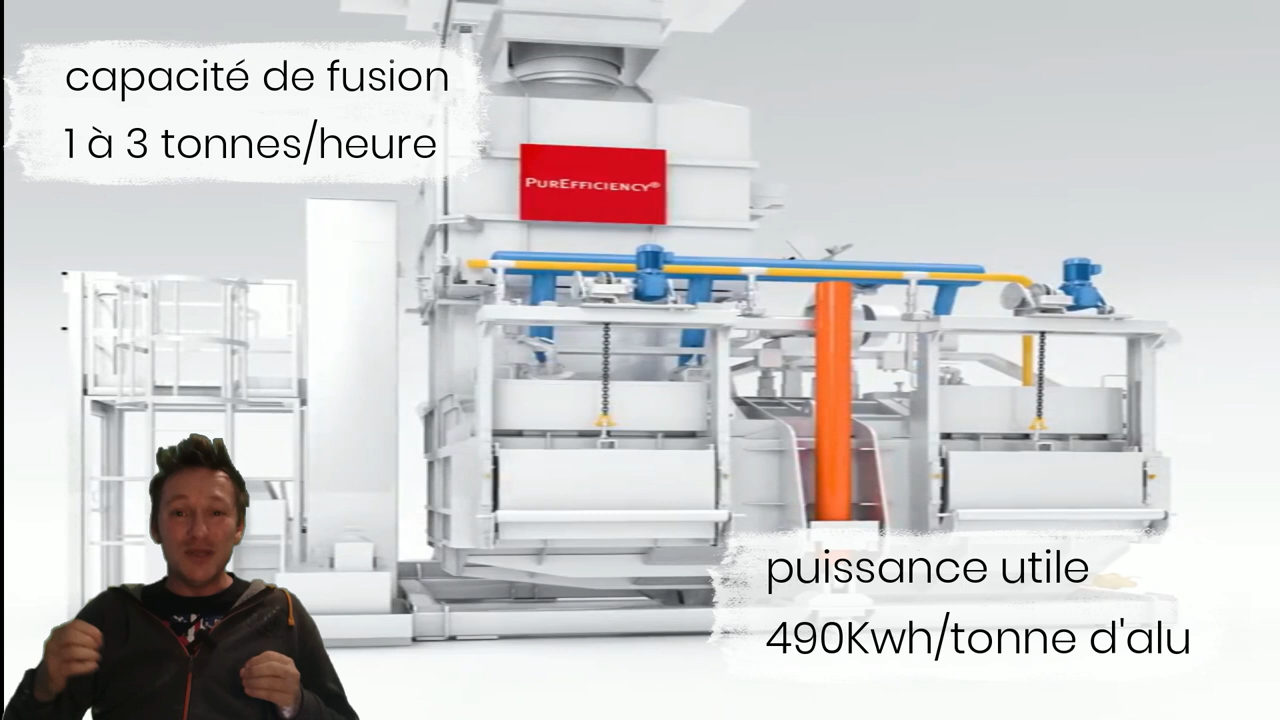 capacité de fusion
1 à 3 tonnes/heure
PurEfficiency®
puissance utile
490Kwh/tonne d'alu